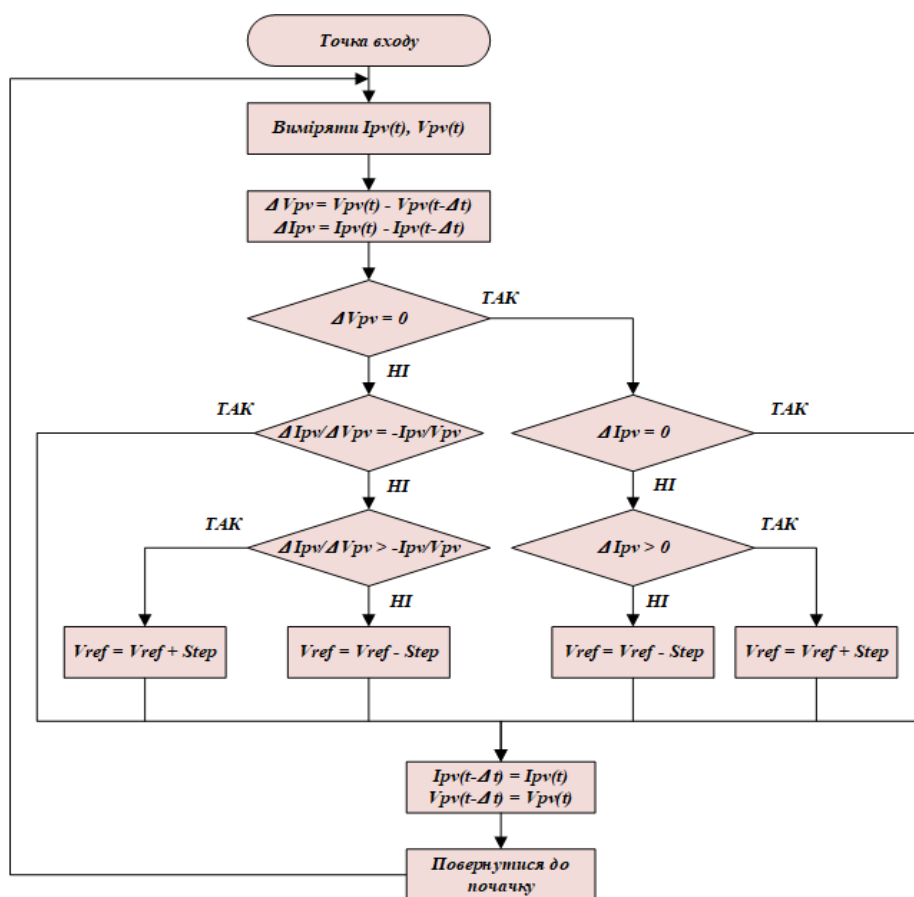 Точка входу
Виміряти Ipv(t), Vpv(t)
ΔVpv = Vpv(t) - Vpv(t-Δt)
ΔIpv = Ipv(t) - Ipv(t-Δt)
ΔVpv = 0
ТАК
НІ
ТАК
ΔIpv/ΔVpv = -Ipv/Vpv
ΔIpv = 0
ТАК
НІ
НІ
ТАК
ΔIpv/ΔVpv > -Ipv/Vpv
ΔIpv > 0
ТАК
НІ
НІ
Vref = Vref + Step
Vref = Vref - Step
Vref = Vref - Step
Vref = Vref + Step
Ipv(t-Δt) = Ipv(t)
Vpv(t-Δt) = Vpv(t)
Повернутися до
почачку